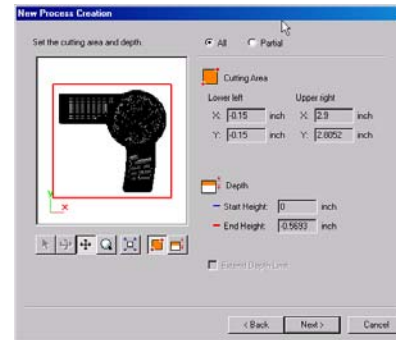 New Process Creation
Set the cutting area and depth.
All Partial
Cutting Area
Lower left Upper right
X: -0.15 inch X: 2.9 inch
Y: -0.15 inch Y: 2.8052 inch
Depth
Start Height: 0 inch
End Height: -0.5693 inch
Extend Depth Limit
Y
X
< Back Next > Cancel